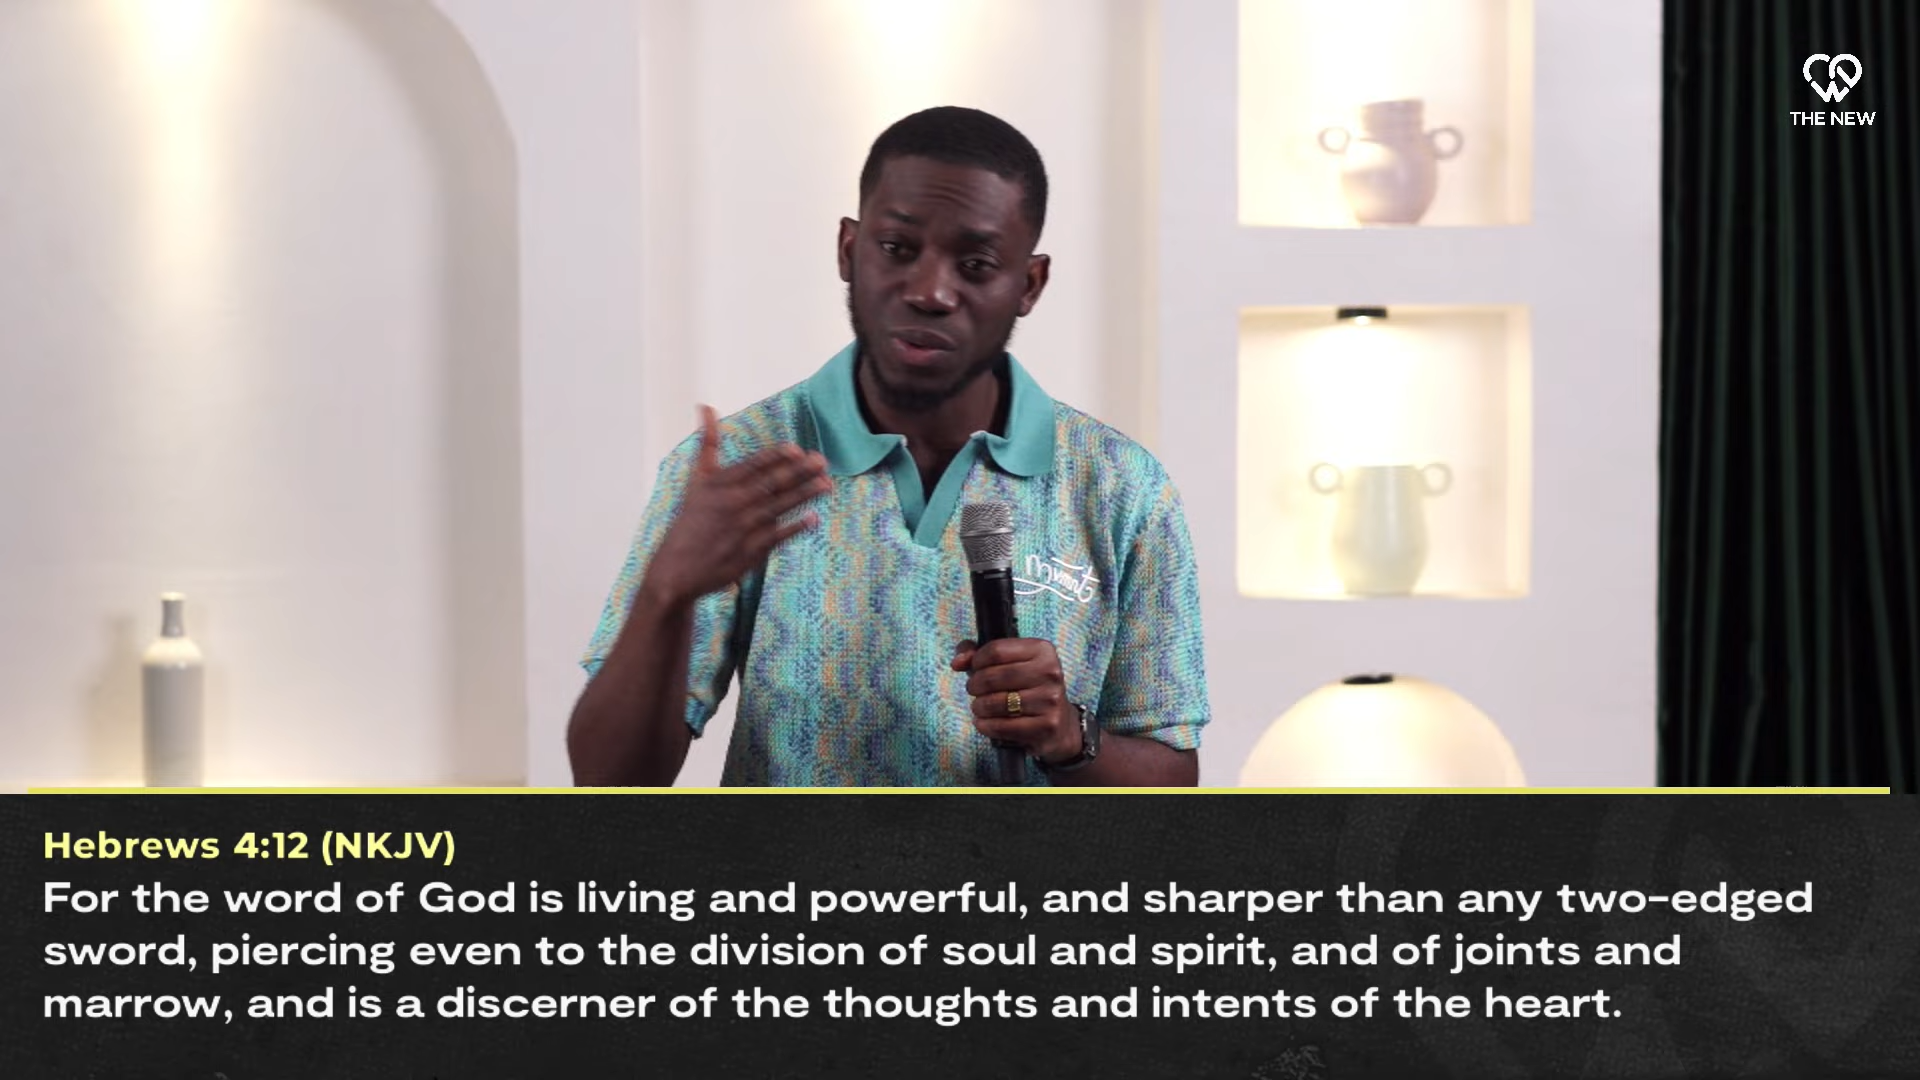 THE NEW
Mvmnt
Hebrews 4:12 (NKJV)
For the word of God is living and powerful, and sharper than any two-edged
sword, piercing even to the division of soul and spirit, and of joints and
marrow, and is a discerner of the thoughts and intents of the heart.